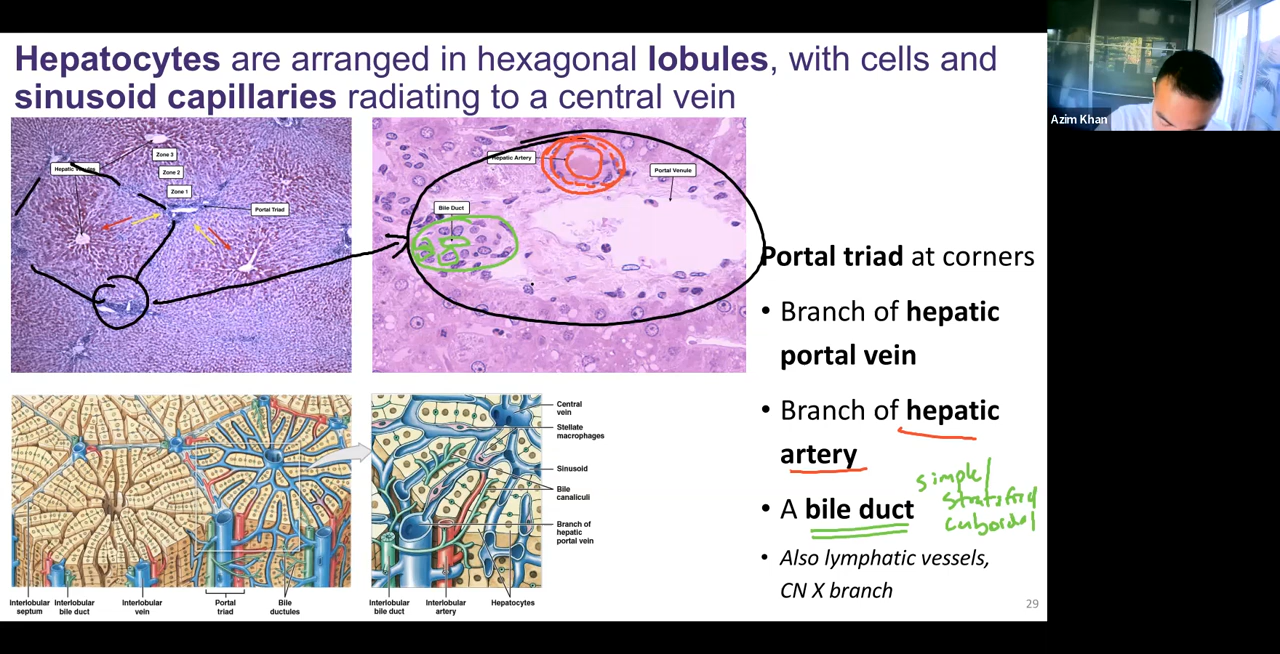 Hepatocytes are arranged in hexagonal lobules, with cells and
sinusoid capillaries radiating to a central vein
Azim Khan
Zone 3
Zone 2
Zone 1
Portal Triad
Hepatic Artery
Portal Venule
Bile Duct
Portal triad at corners
• Branch of hepatic
portal vein
• Branch of hepatic
artery
• A bile duct
simple/
stratified
cubordal
• Also lymphatic vessels,
CN X branch
Interlobular
septum
Interlobular
bile duct
Interlobular
vein
Portal
triad
Bile
ductules
Central
vein
Stellate
macrophages
Sinusoid
Bile
canaliculi
Branch of
hepatic
portal vein
Interlobular
bile duct
Interlobular
artery
Hepatocytes
29